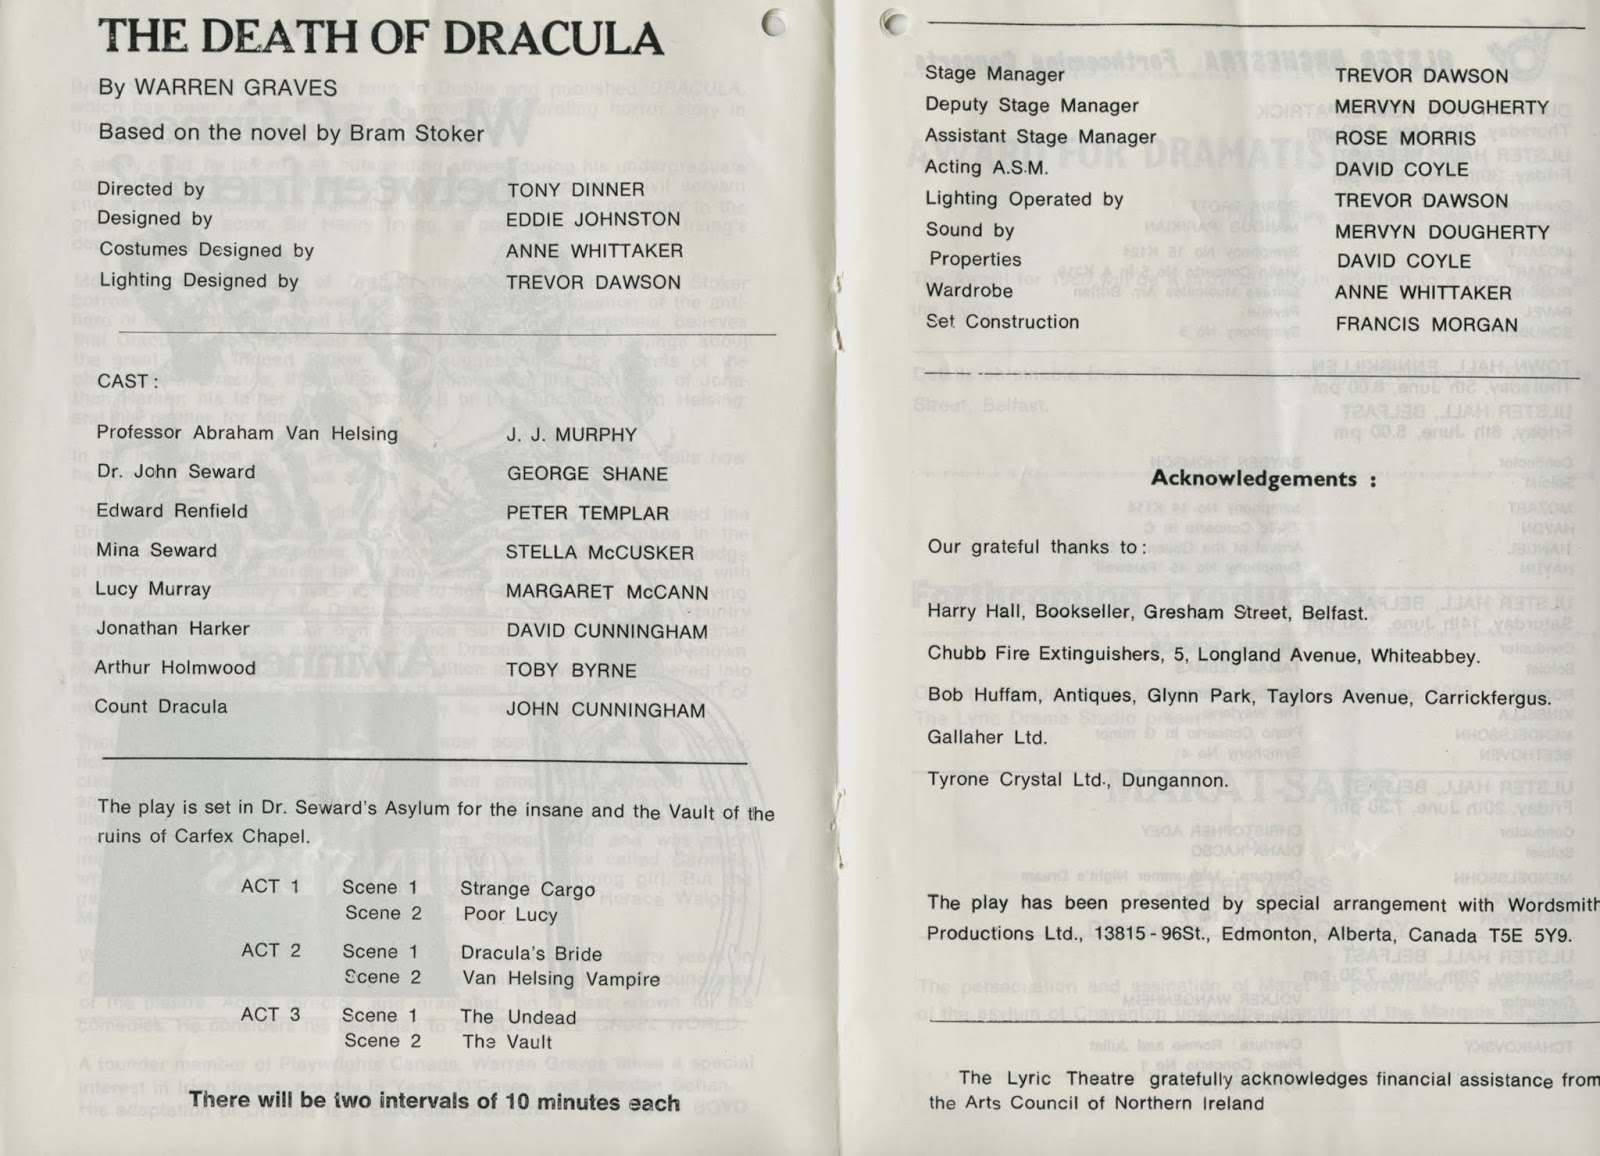 THE DEATH OF DRACULA
By WARREN GRAVES
Based on the novel by Bram Stoker
Directed by TONY DINNER
Designed by EDDIE JOHNSTON
Costumes Designed by ANNE WHITTAKER
Lighting Designed by TREVOR DAWSON
CAST :
Professor Abraham Van Helsing J. J. MURPHY
Dr. John Seward GEORGE SHANE
Edward Renfield PETER TEMPLAR
Mina Seward STELLA McCUSKER
Lucy Murray MARGARET McCANN
Jonathan Harker DAVID CUNNINGHAM
Arthur Holmwood TOBY BYRNE
Count Dracula JOHN CUNNINGHAM
The play is set in Dr. Seward's Asylum for the insane and the Vault of the
ruins of Carfex Chapel.
ACT 1 Scene 1 Strange Cargo
Scene 2 Poor Lucy
ACT 2 Scene 1 Dracula's Bride
Scene 2 Van Helsing Vampire
ACT 3 Scene 1 The Undead
Scene 2 The Vault
There will be two intervals of 10 minutes each
Stage Manager TREVOR DAWSON
Deputy Stage Manager MERVYN DOUGHERTY
Assistant Stage Manager ROSE MORRIS
Acting A.S.M. DAVID COYLE
Lighting Operated by TREVOR DAWSON
Sound by MERVYN DOUGHERTY
Properties DAVID COYLE
Wardrobe ANNE WHITTAKER
Set Construction FRANCIS MORGAN
Acknowledgements :
Our grateful thanks to :
Harry Hall, Bookseller, Gresham Street, Belfast.
Chubb Fire Extinguishers, 5, Longland Avenue, Whiteabbey.
Bob Huffam, Antiques, Glynn Park, Taylors Avenue, Carrickfergus.
Gallaher Ltd.
Tyrone Crystal Ltd., Dungannon.
The play has been presented by special arrangement with Wordsmith
Productions Ltd., 13815 - 96St., Edmonton, Alberta, Canada T5E 5Y9.
The Lyric Theatre gratefully acknowledges financial assistance from
the Arts Council of Northern Ireland